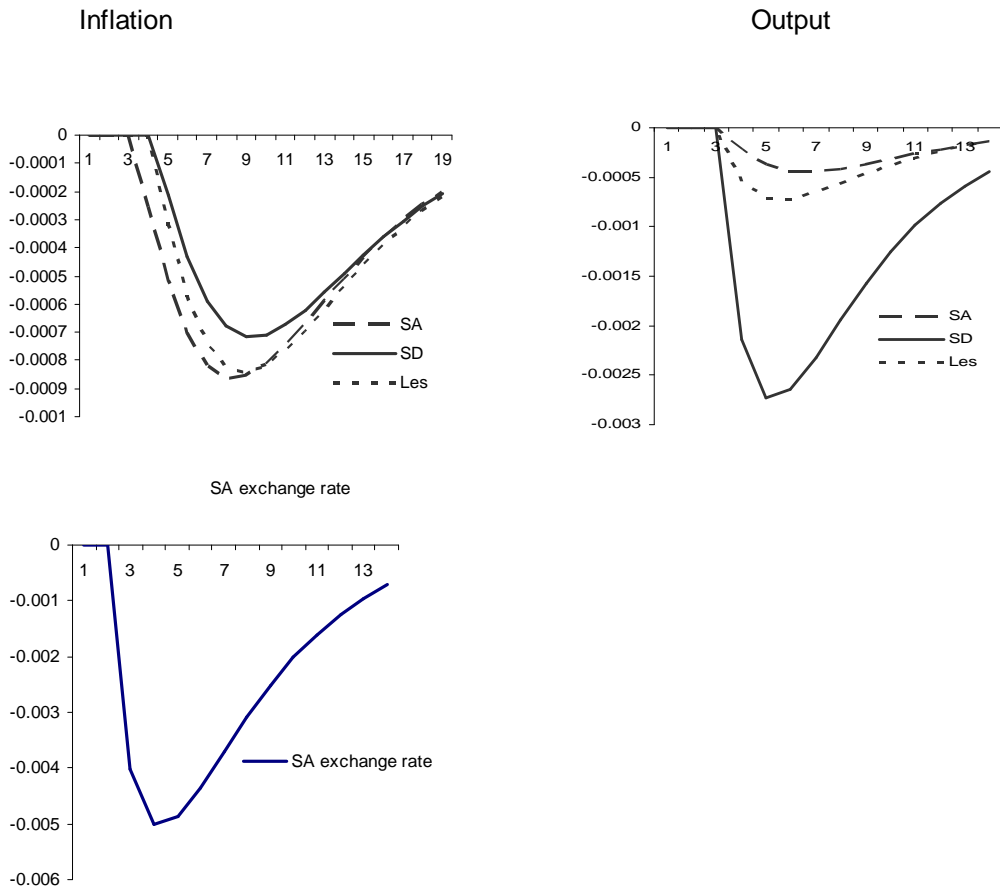 Inflation
Output
0
-0.0001
-0.0002
-0.0003
-0.0004
-0.0005
-0.0006
-0.0007
-0.0008
-0.0009
-0.001
1 3 5 7 9 11 13 15 17 19
SA
SD
Les
0
-0.0005
-0.001
-0.0015
-0.002
-0.0025
-0.003
1 3 5 7 9 11 13
SA
SD
Les
SA exchange rate
0
-0.001
-0.002
-0.003
-0.004
-0.005
-0.006
1 3 5 7 9 11 13
SA exchange rate